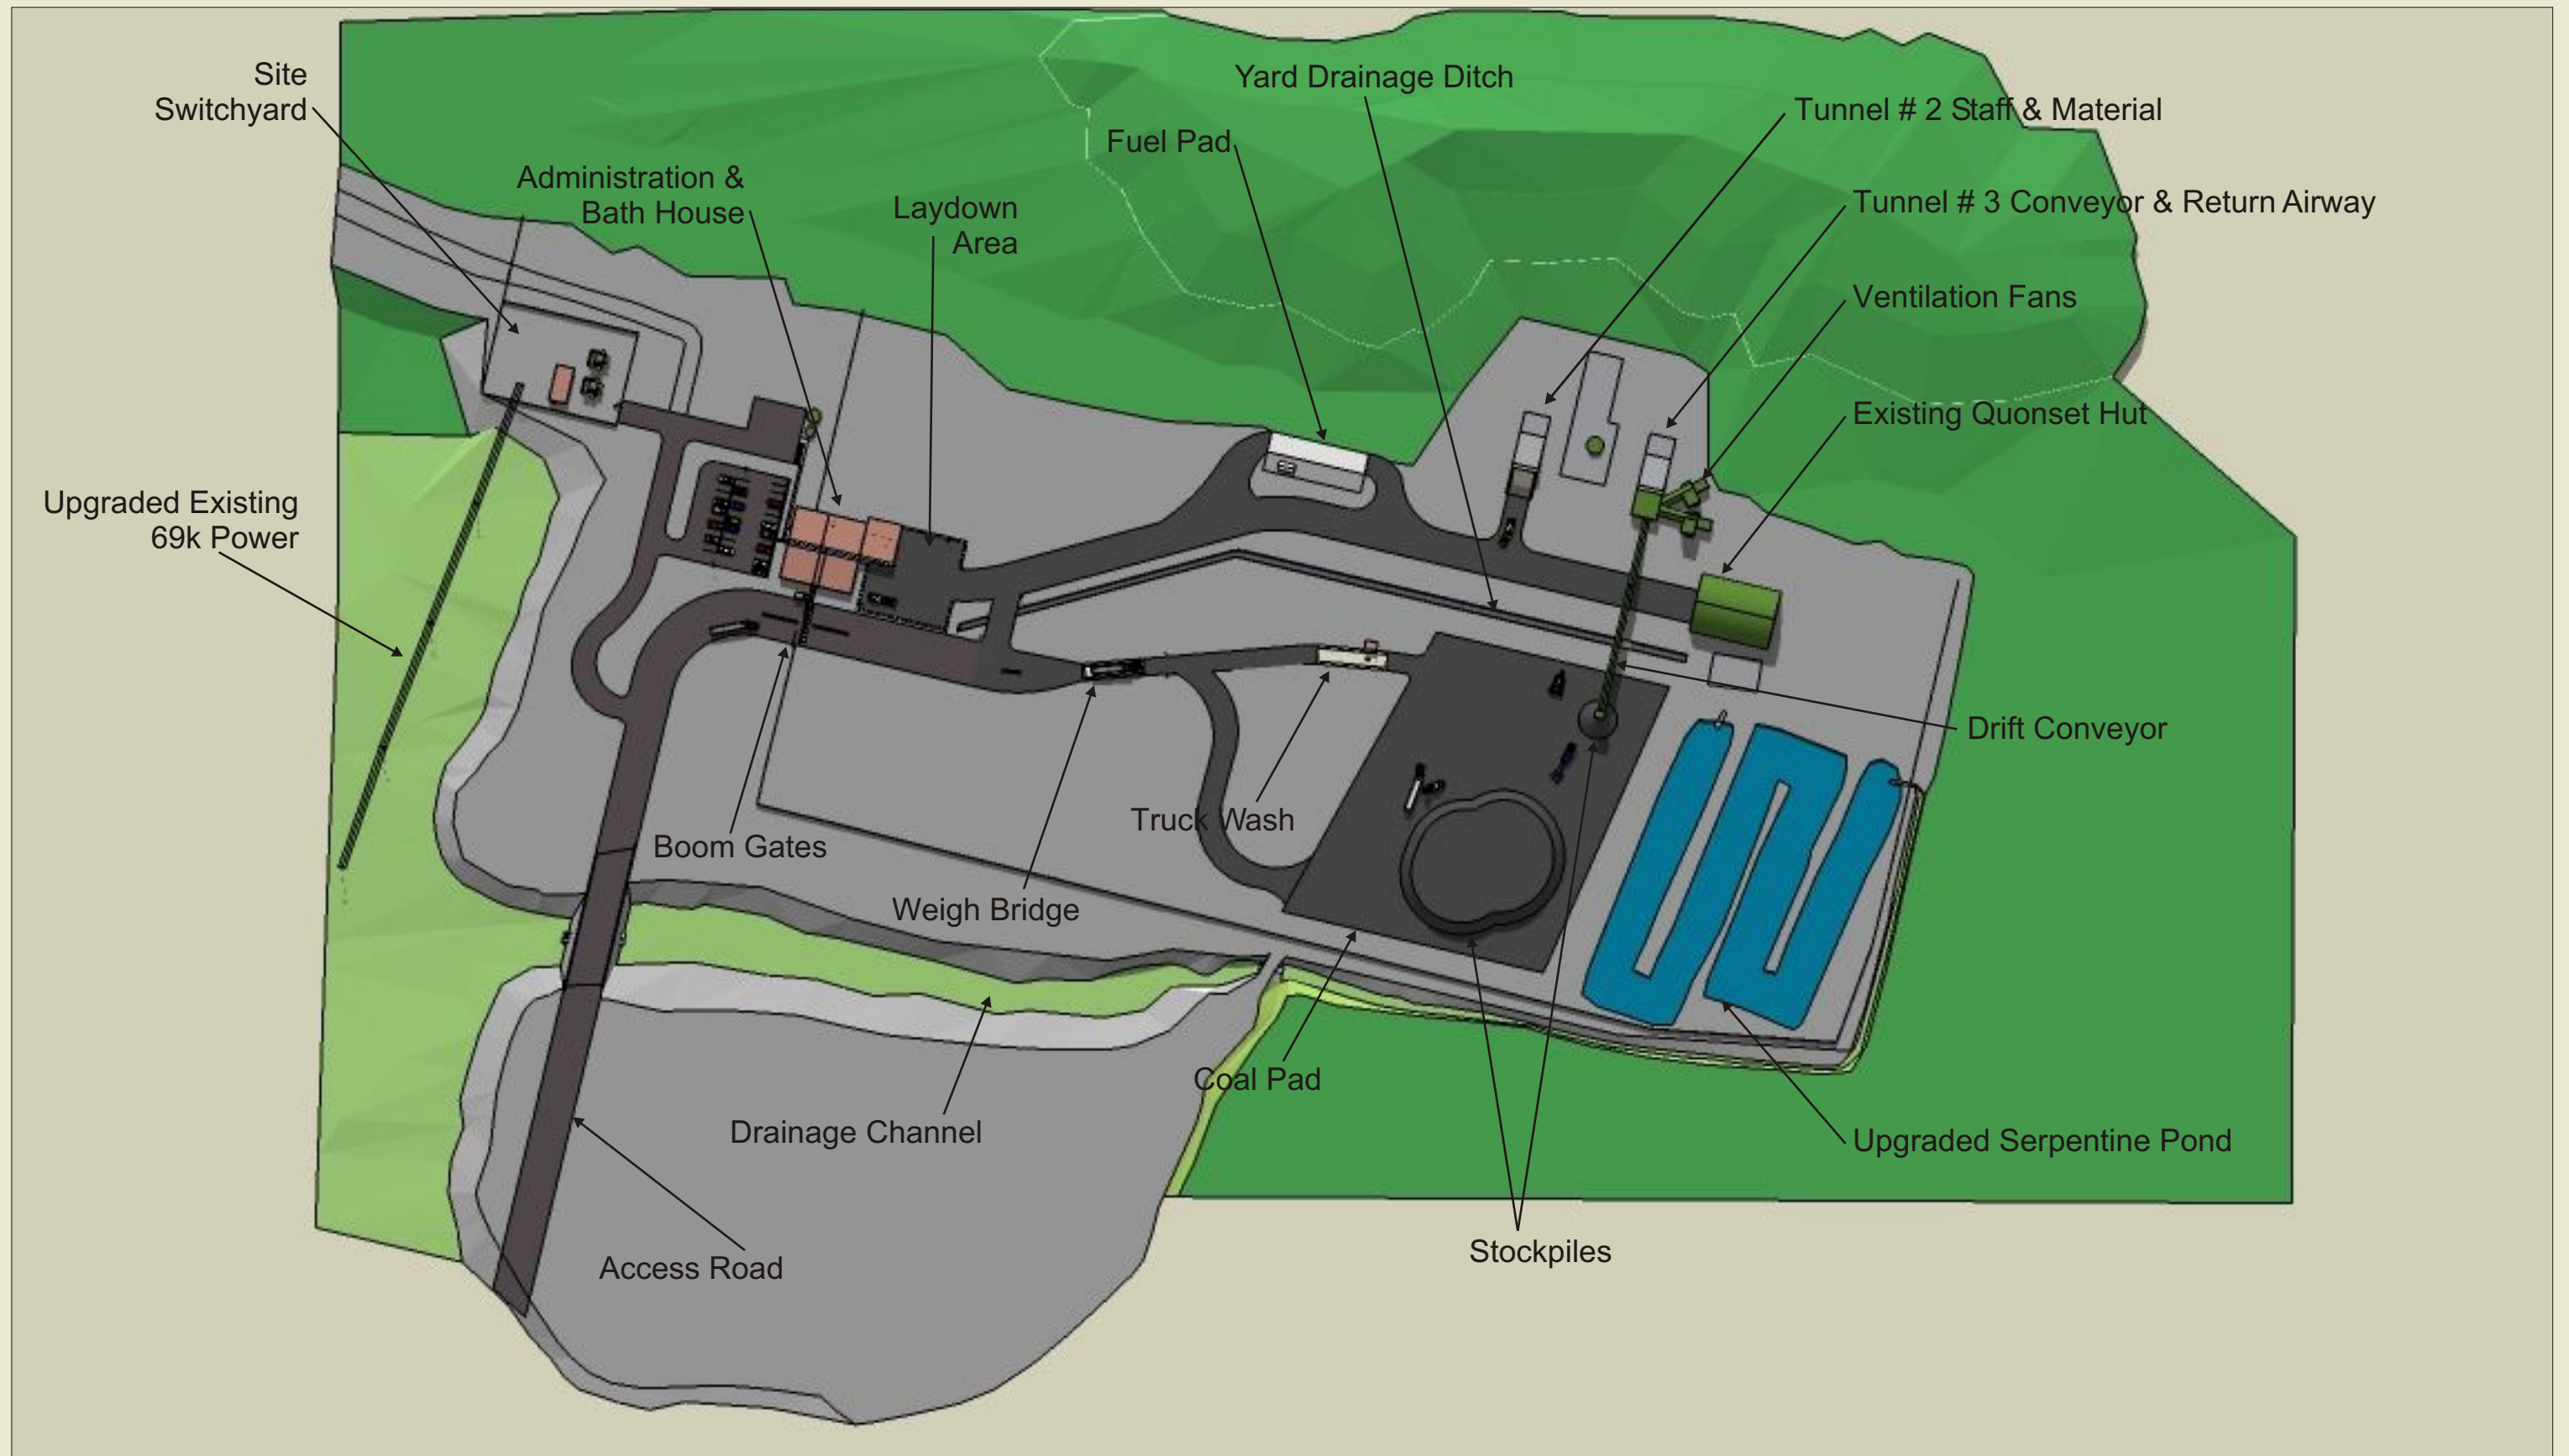 Site
Switchyard
Yard Drainage Ditch
Tunnel # 2 Staff & Material
Fuel Pad
Administration &
Bath House
Laydown
Area
Tunnel # 3 Conveyor & Return Airway
Ventilation Fans
Existing Quonset Hut
Upgraded Existing
69k Power
Drift Conveyor
Truck Wash
Boom Gates
Weigh Bridge
Coal Pad
Drainage Channel
Upgraded Serpentine Pond
Stockpiles
Access Road